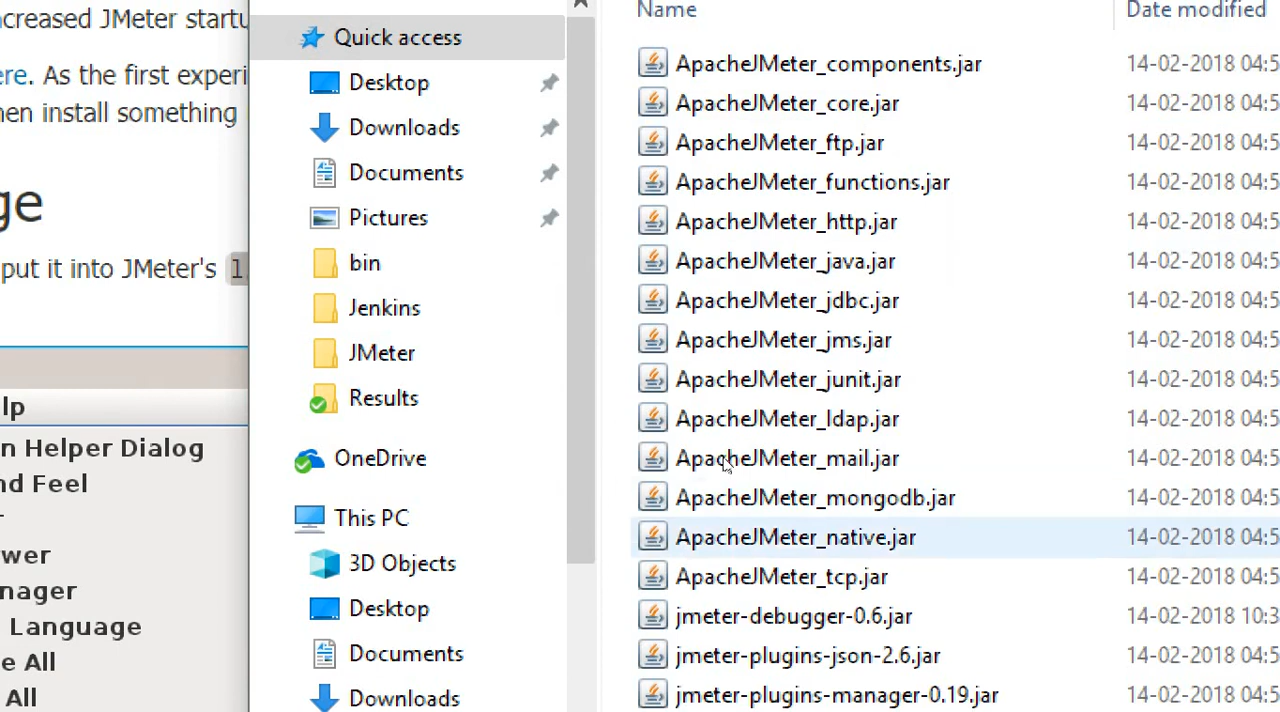 creased JMeter startu
ere. As the first experi
hen install something
ge
put it into JMeter's
lp
n Helper Dialog
nd Feel
wer
nager
Language
e All
All
Quick access
Desktop
Downloads
Documents
Pictures
bin
Jenkins
JMeter
Results
OneDrive
This PC
3D Objects
Desktop
Documents
Downloads
Name Date modified
ApacheJMeter_components.jar 14-02-2018 04:5
ApacheJMeter_core.jar 14-02-2018 04:5
ApacheJMeter_ftp.jar 14-02-2018 04:5
ApacheJMeter_functions.jar 14-02-2018 04:5
ApacheJMeter_http.jar 14-02-2018 04:5
ApacheJMeter_java.jar 14-02-2018 04:5
ApacheJMeter_jdbc.jar 14-02-2018 04:5
ApacheJMeter_jms.jar 14-02-2018 04:5
ApacheJMeter_junit.jar 14-02-2018 04:5
ApacheJMeter_ldap.jar 14-02-2018 04:5
ApacheJMeter_mail.jar 14-02-2018 04:5
ApacheJMeter_mongodb.jar 14-02-2018 04:5
ApacheJMeter_native.jar 14-02-2018 04:5
ApacheJMeter_tcp.jar 14-02-2018 04:5
jmeter-debugger-0.6.jar 14-02-2018 10:3
jmeter-plugins-json-2.6.jar 14-02-2018 04:5
jmeter-plugins-manager-0.19.jar 14-02-2018 04:5